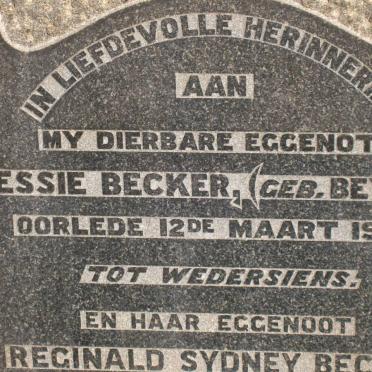 IN LIEFDEVOLLE HERINNER
AAN
MY DIERBARE EGGENOT
ESSIE BECKER, (GEB. BE
OORLEDE 12DE MAART 19
TOT WEDERSIENS.
EN HAAR EGGENOOT
REGINALD SYDNEY BEC